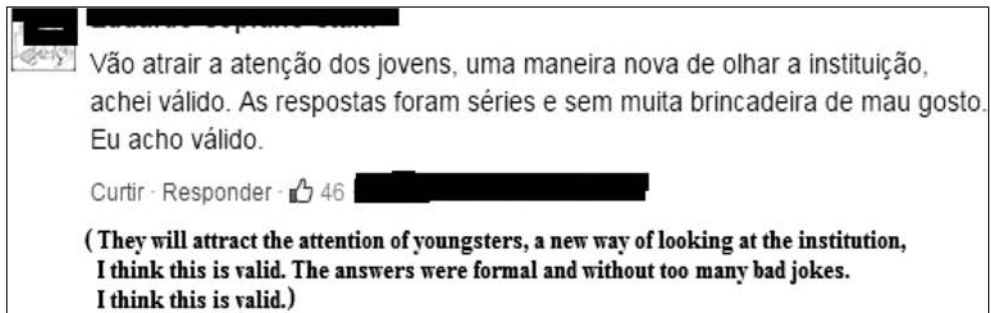 Vão atrair a atenção dos jovens, uma maneira nova de olhar a instituição,
achei válido. As respostas foram séries e sem muita brincadeira de mau gosto.
Eu acho válido.
Curtir · Responder · 46
( They will attract the attention of youngsters, a new way of looking at the institution,
I think this is valid. The answers were formal and without too many bad jokes.
I think this is valid.)